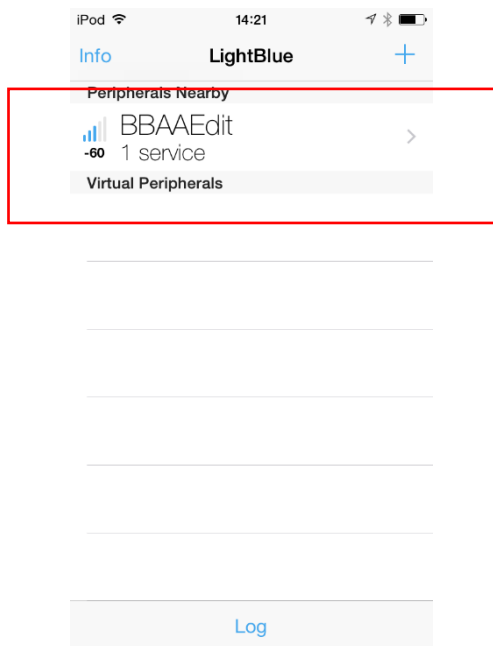 iPod 14:21
Info LightBlue +
Peripherals Nearby
BBAAEdit
-60 1 service
Virtual Peripherals
Log